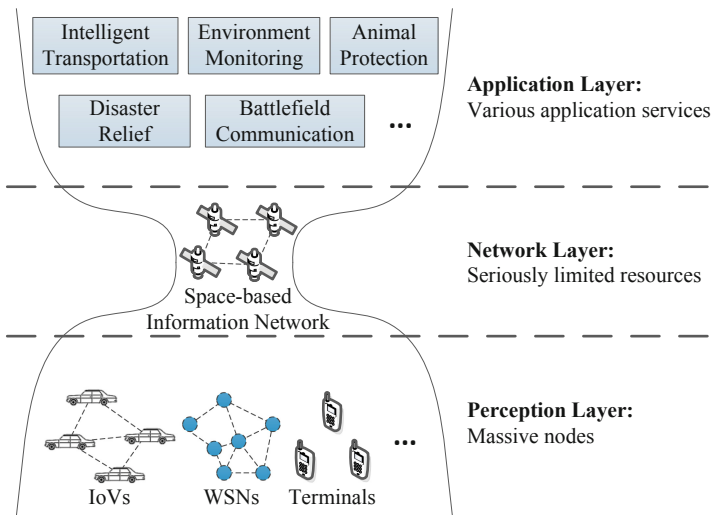 Intelligent
Transportation
Environment
Monitoring
Animal
Protection
Disaster
Relief
Battlefield
Communication
...
Application Layer:
Various application services
Space-based
Information Network
Network Layer:
Seriously limited resources
IoVs
WSNs
Terminals
...
Perception Layer:
Massive nodes